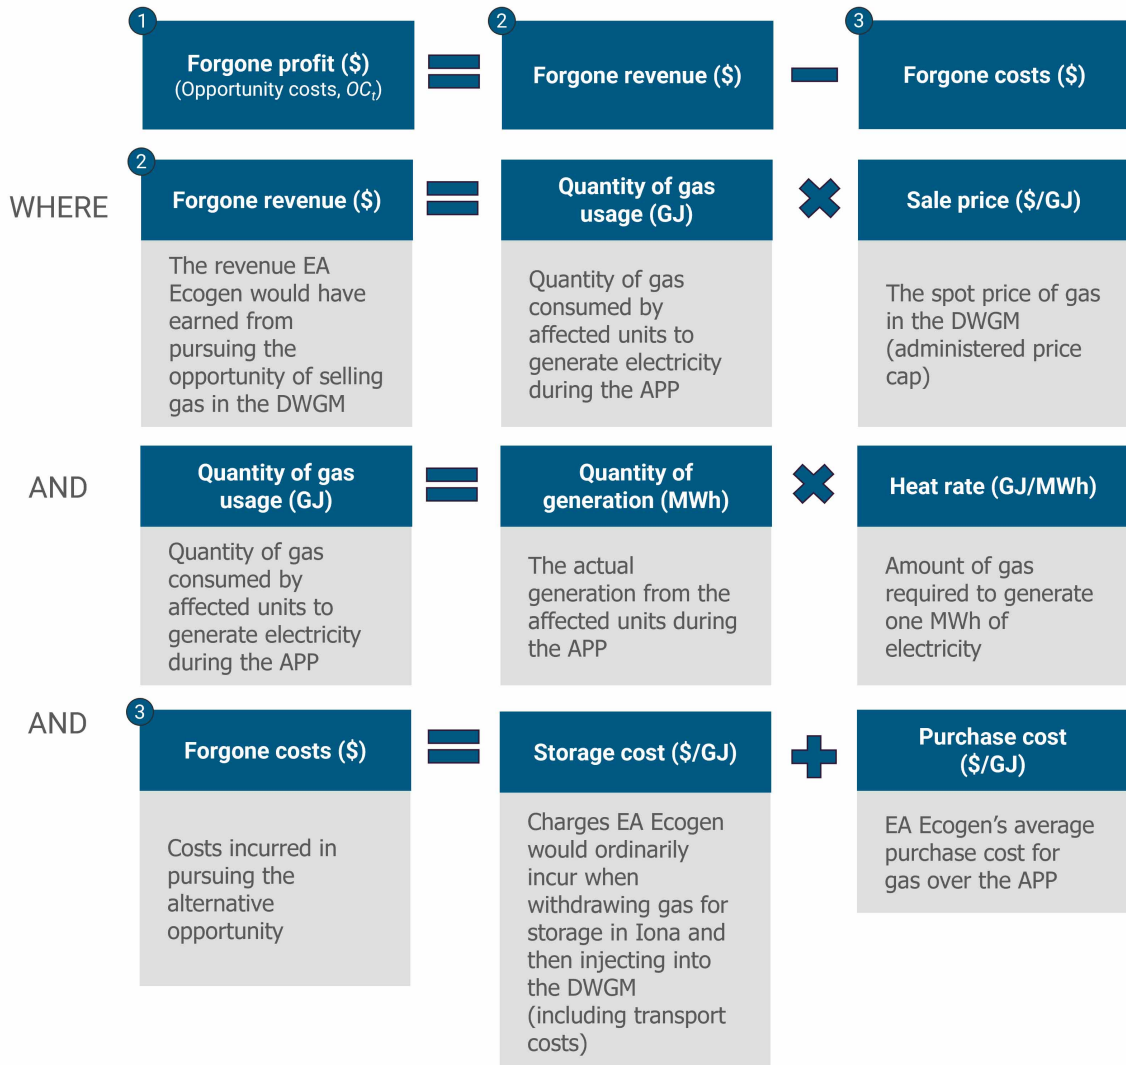 1
Forgone profit ($)
(Opportunity costs, OCt)
2
Forgone revenue ($)
3
Forgone costs ($)
WHERE
2
Forgone revenue ($)
The revenue EA
Ecogen would have
earned from
pursuing the
opportunity of selling
gas in the DWGM
Quantity of gas
usage (GJ)
Quantity of gas
consumed by
affected units to
generate electricity
during the APP
Sale price ($/GJ)
The spot price of gas
in the DWGM
(administered price
cap)
AND
Quantity of gas
usage (GJ)
Quantity of gas
consumed by
affected units to
generate electricity
during the APP
Quantity of
generation (MWh)
The actual
generation from the
affected units during
the APP
Heat rate (GJ/MWh)
Amount of gas
required to generate
one MWh of
electricity
AND
3
Forgone costs ($)
Costs incurred in
pursuing the
alternative
opportunity
Storage cost ($/GJ)
Charges EA Ecogen
would ordinarily
incur when
withdrawing gas for
storage in Iona and
then injecting into
the DWGM
(including transport
costs)
Purchase cost
($/GJ)
EA Ecogen’s average
purchase cost for
gas over the APP